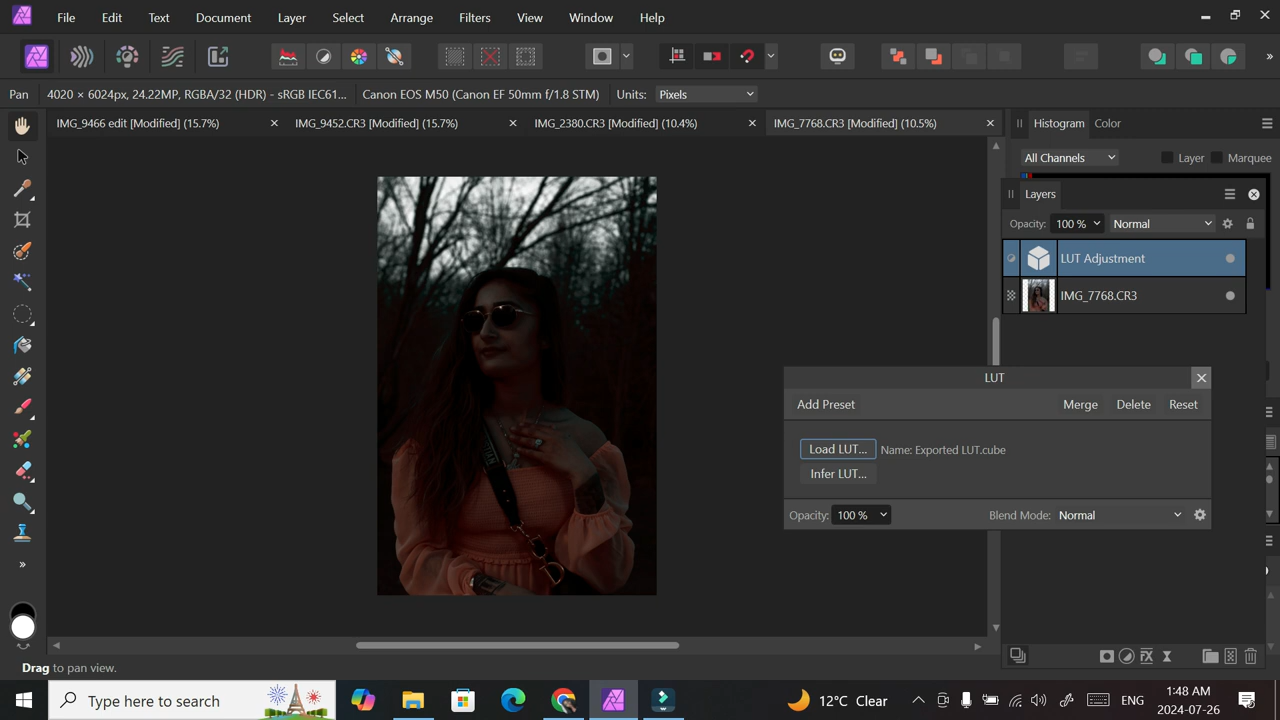 File Edit Text Document Layer Select Arrange Filters View Window Help
Pan 4020 × 6024px, 24.22MP, RGBA/32 (HDR) - sRGB IEC61... Canon EOS M50 (Canon EF 50mm f/1.8 STM) Units: Pixels
IMG_9466 edit [Modified] (15.7%) IMG_9452.CR3 [Modified] (15.7%) IMG_2380.CR3 [Modified] (10.4%) IMG_7768.CR3 [Modified] (10.5%) Histogram Color
All Channels Layer Marquee
Layers
Opacity: 100 % Normal
LUT Adjustment
IMG_7768.CR3
LUT
Add Preset Merge Delete Reset
Load LUT... Name: Exported LUT.cube
Infer LUT...
Opacity: 100 % Blend Mode: Normal
Drag to pan view.
Type here to search 12°C Clear ENG 1:48 AM
2024-07-26